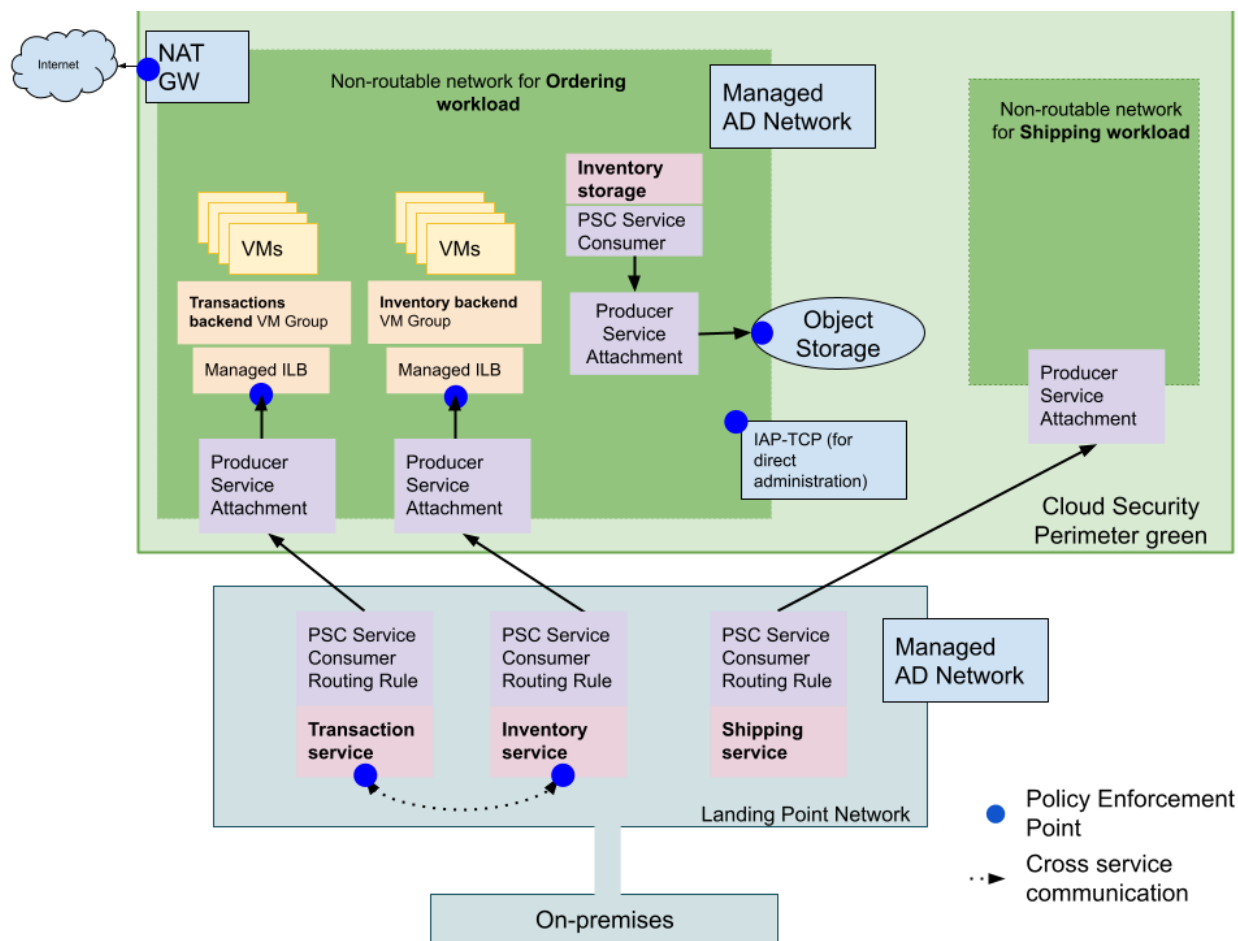 Internet
NAT
GW
Non-routable network for Ordering
workload
Managed
AD Network
Non-routable network
for Shipping workload
Inventory
storage
PSC Service
Consumer
VMs
VMs
Transactions
backend VM Group
Inventory backend
VM Group
Producer
Service
Attachment
Object
Storage
Managed ILB
Managed ILB
Producer
Service
Attachment
IAP-TCP (for
direct
administration)
Producer
Service
Attachment
Producer
Service
Attachment
Cloud Security
Perimeter green
PSC Service
Consumer
Routing Rule
PSC Service
Consumer
Routing Rule
PSC Service
Consumer
Routing Rule
Managed
AD Network
Transaction
service
Inventory
service
Shipping
service
Landing Point Network
Policy Enforcement
Point
Cross service
communication
On-premises